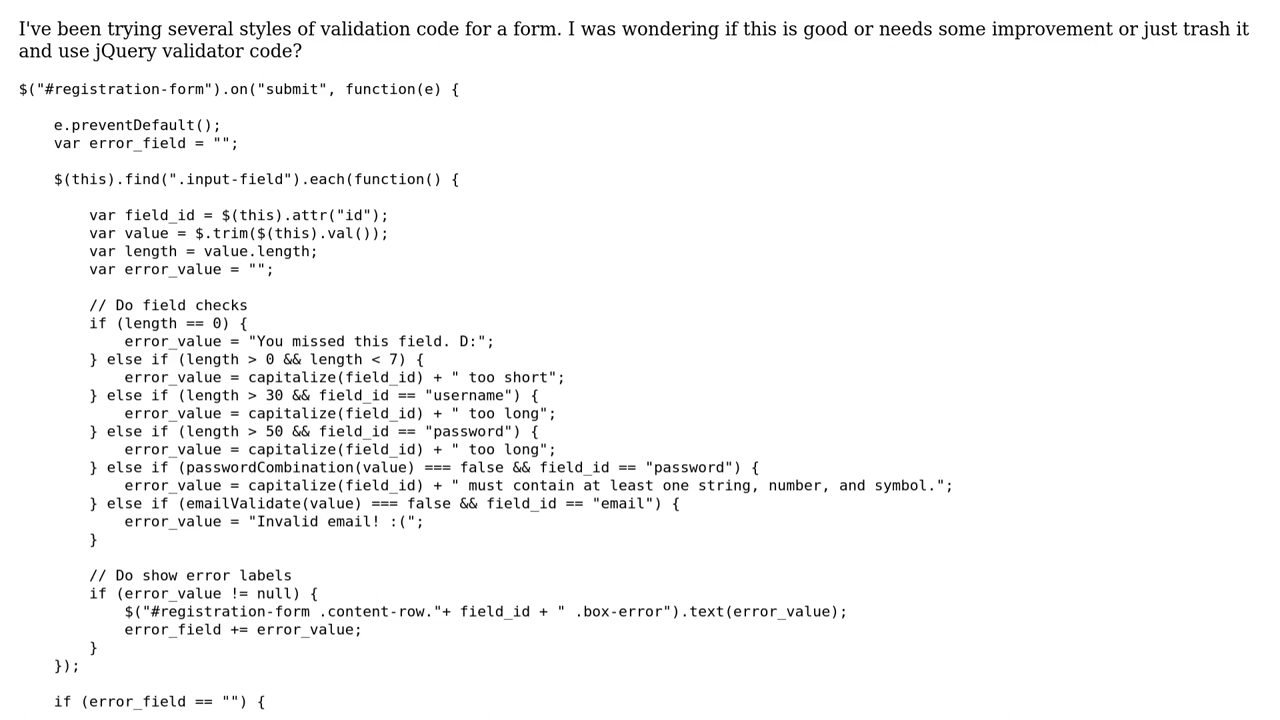 I've been trying several styles of validation code for a form. I was wondering if this is good or needs some improvement or just trash it
and use jQuery validator code?
$("#registration-form").on("submit", function(e) {
e.preventDefault();
var error_field = "";
$(this).find(".input-field").each(function() {
var field_id = $(this).attr("id");
var value = $.trim($(this).val());
var length = value.length;
var error_value = "";
// Do field checks
if (length == 0) {
error_value = "You missed this field. D:";
} else if (length > 0 && length < 7) {
error_value = capitalize(field_id) + " too short";
} else if (length > 30 && field_id == "username") {
error_value = capitalize(field_id) + " too long";
} else if (length > 50 && field_id == "password") {
error_value = capitalize(field_id) + " too long";
} else if (passwordCombination(value) === false && field_id == "password") {
error_value = capitalize(field_id) + " must contain at least one string, number, and symbol.";
} else if (emailValidate(value) === false && field_id == "email") {
error_value = "Invalid email! :(";
}
// Do show error labels
if (error_value != null) {
$("#registration-form .content-row."+ field_id + " .box-error").text(error_value);
error_field += error_value;
}
});
if (error_field == "") {